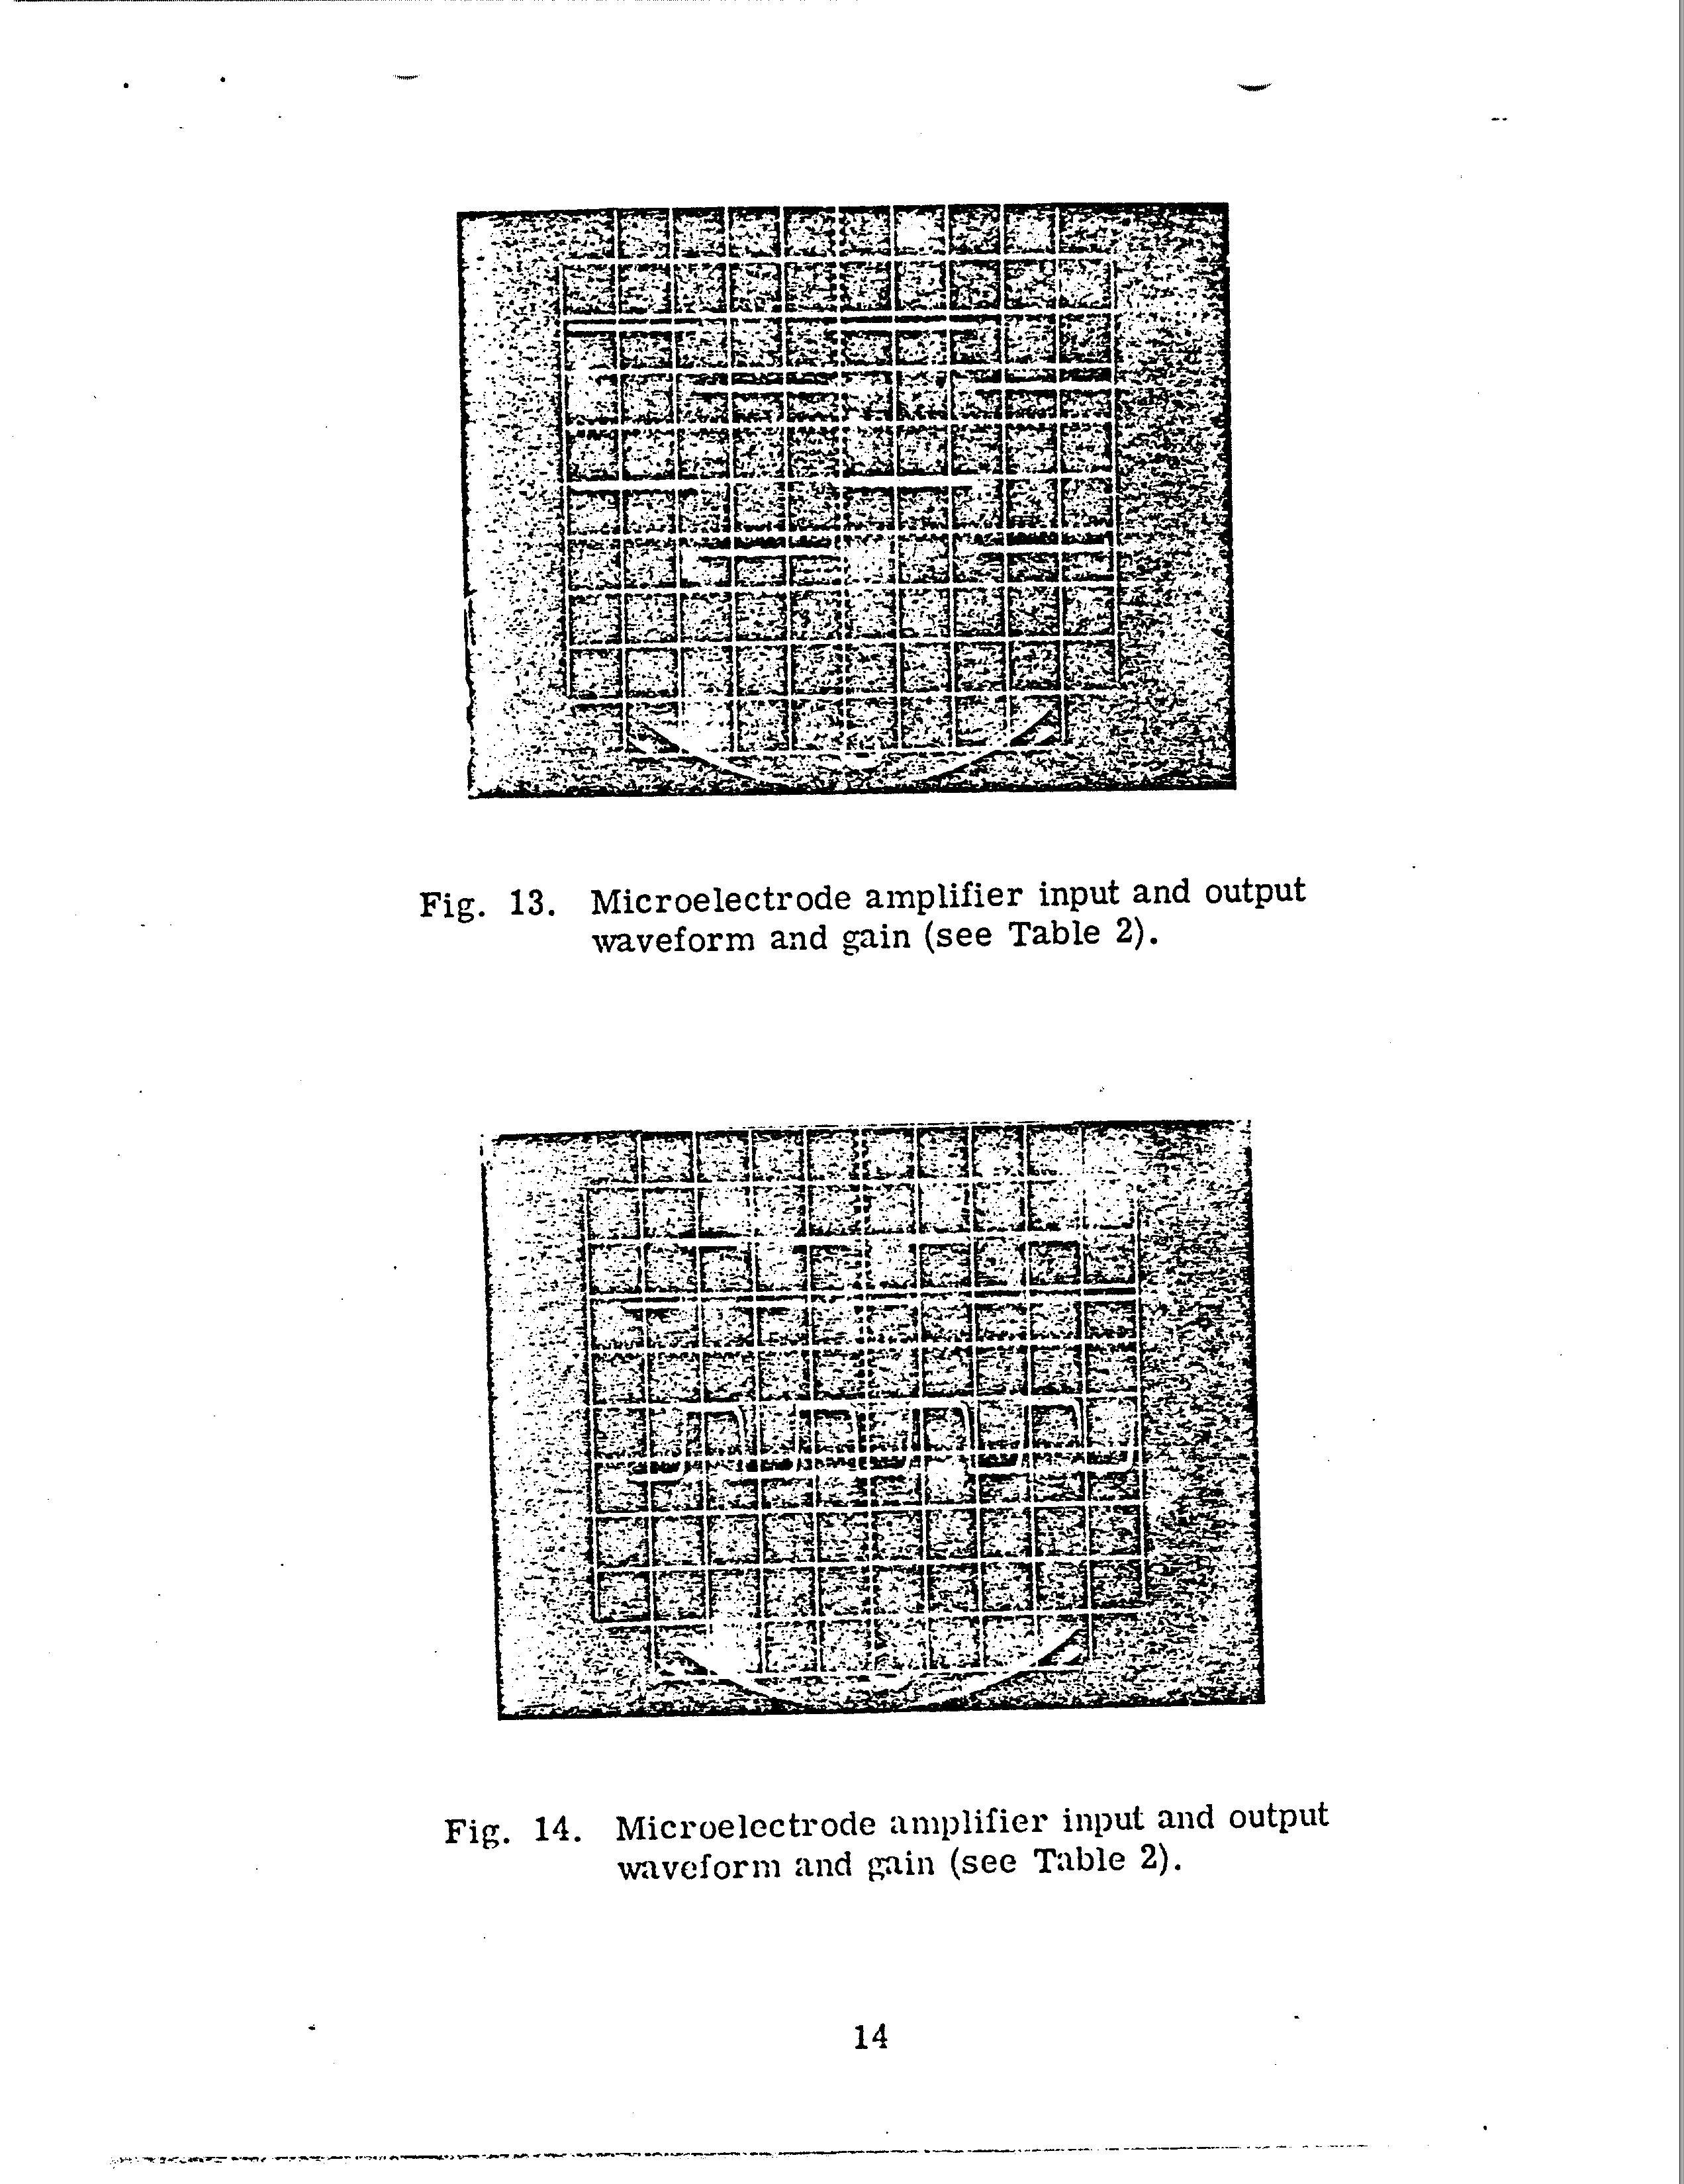 Fig. 13. Microelectrode amplifier input and output
waveform and gain (see Table 2).
Fig. 14. Microelectrode amplifier input and output
waveform and gain (see Table 2).
14